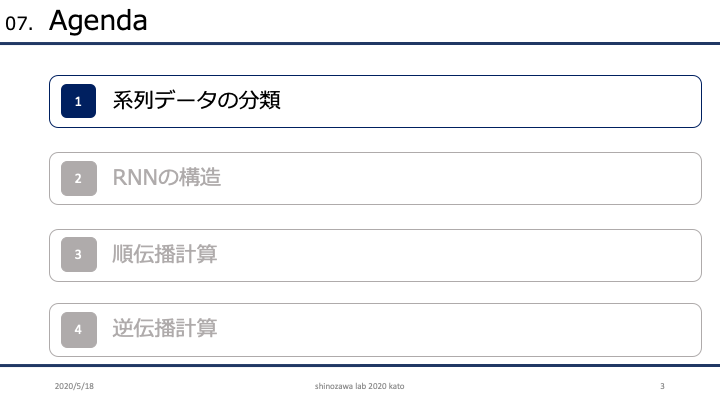 07. Agenda
1 系列データの分類
2 RNNの構造
3 順伝播計算
4 逆伝播計算
2020/5/18 shinozawa lab 2020 kato 3